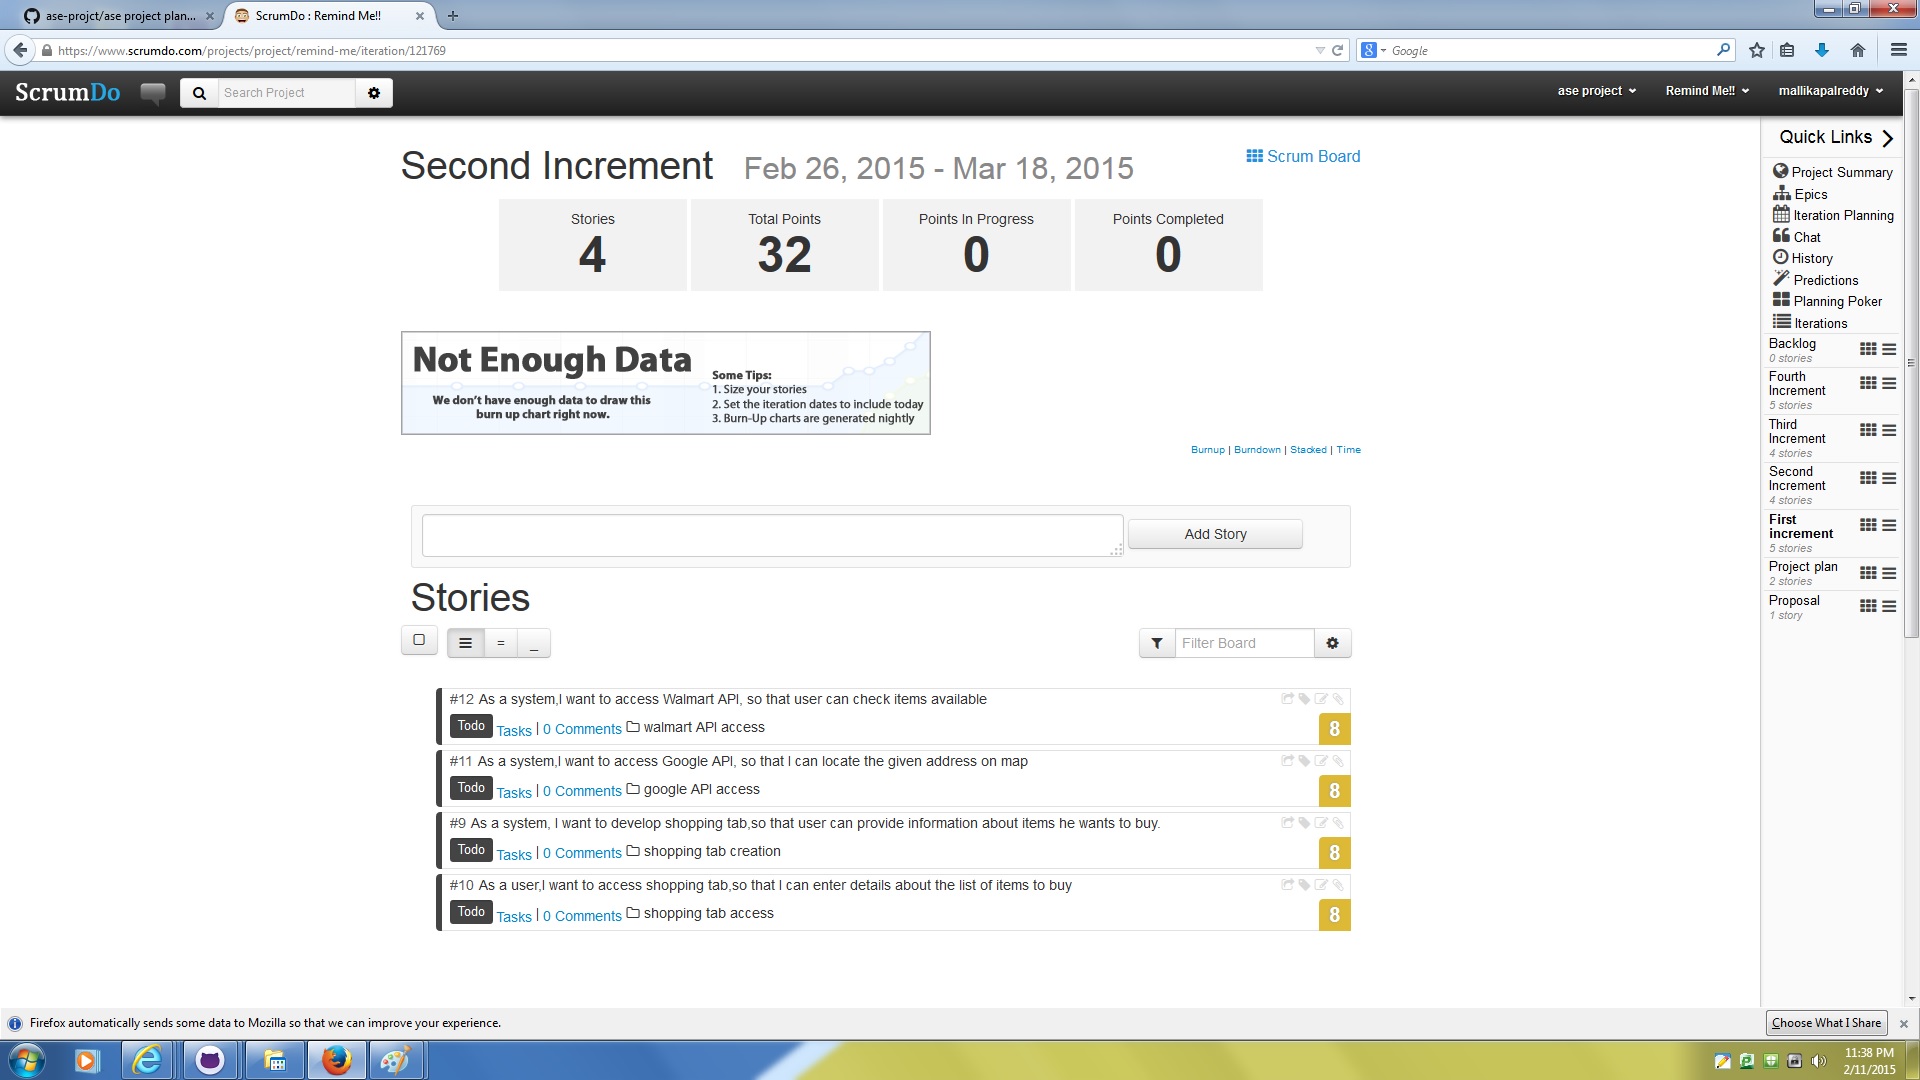 ase-projct/ase project plan...
ScrumDo : Remind Me!!
https://www.scrumdo.com/projects/project/remind-me/iteration/121769
Google
ScrumDo
Search Project
ase project
Remind Me!!
mallikapalreddy
Second Increment Feb 26, 2015 - Mar 18, 2015
Scrum Board
Stories
4
Total Points
32
Points In Progress
0
Points Completed
0
Not Enough Data
We don't have enough data to draw this
burn up chart right now.
Some Tips:
1. Size your stories
2. Set the iteration dates to include today
3. Burn-Up charts are generated nightly
Burnup | Burndown | Stacked | Time
Add Story
Stories
= _
Filter Board
#12 As a system,I want to access Walmart API, so that user can check items available
Todo Tasks | 0 Comments walmart API access
8
#11 As a system,I want to access Google API, so that I can locate the given address on map
Todo Tasks | 0 Comments google API access
8
#9 As a system, I want to develop shopping tab,so that user can provide information about items he wants to buy.
Todo Tasks | 0 Comments shopping tab creation
8
#10 As a user,I want to access shopping tab,so that I can enter details about the list of items to buy
Todo Tasks | 0 Comments shopping tab access
8
Quick Links
Project Summary
Epics
Iteration Planning
Chat
History
Predictions
Planning Poker
Iterations
Backlog
0 stories
Fourth
Increment
5 stories
Third
Increment
4 stories
Second
Increment
4 stories
First
increment
5 stories
Project plan
2 stories
Proposal
1 story
Firefox automatically sends some data to Mozilla so that we can improve your experience.
Choose What I Share
11:38 PM
2/11/2015